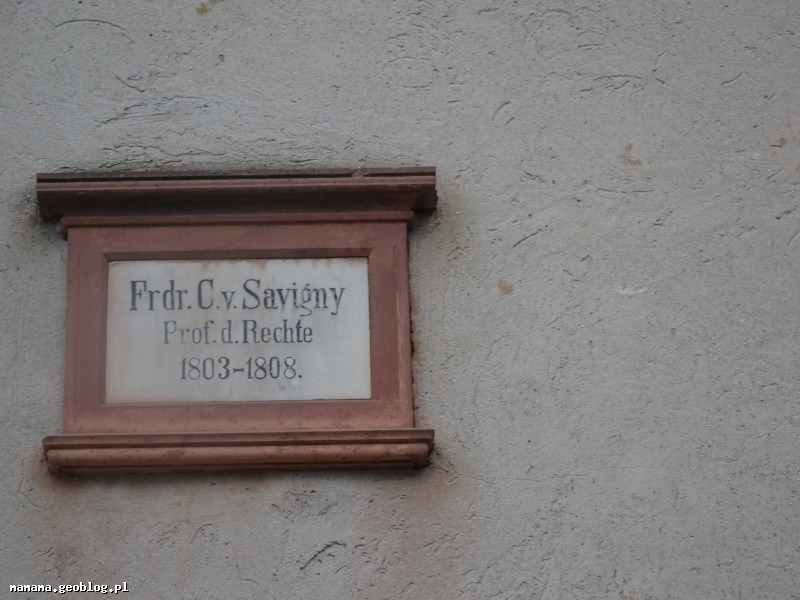 Frdr. C. v. Savigny
Prof. d. Rechte
1803-1808.
mamama.geoblog.pl